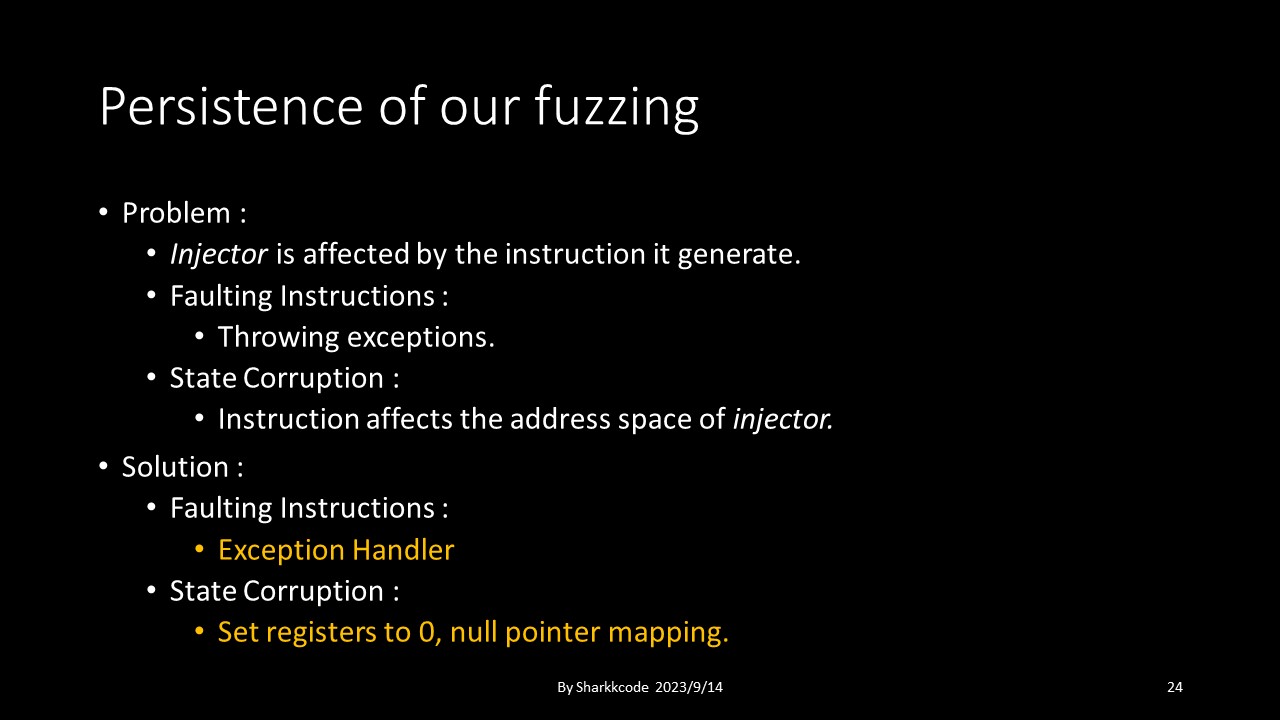 Persistence of our fuzzing
• Problem :
• Injector is affected by the instruction it generate.
• Faulting Instructions :
• Throwing exceptions.
• State Corruption :
• Instruction affects the address space of injector.
• Solution :
• Faulting Instructions :
• Exception Handler
• State Corruption :
• Set registers to 0, null pointer mapping.
By Sharkkcode 2023/9/14
24